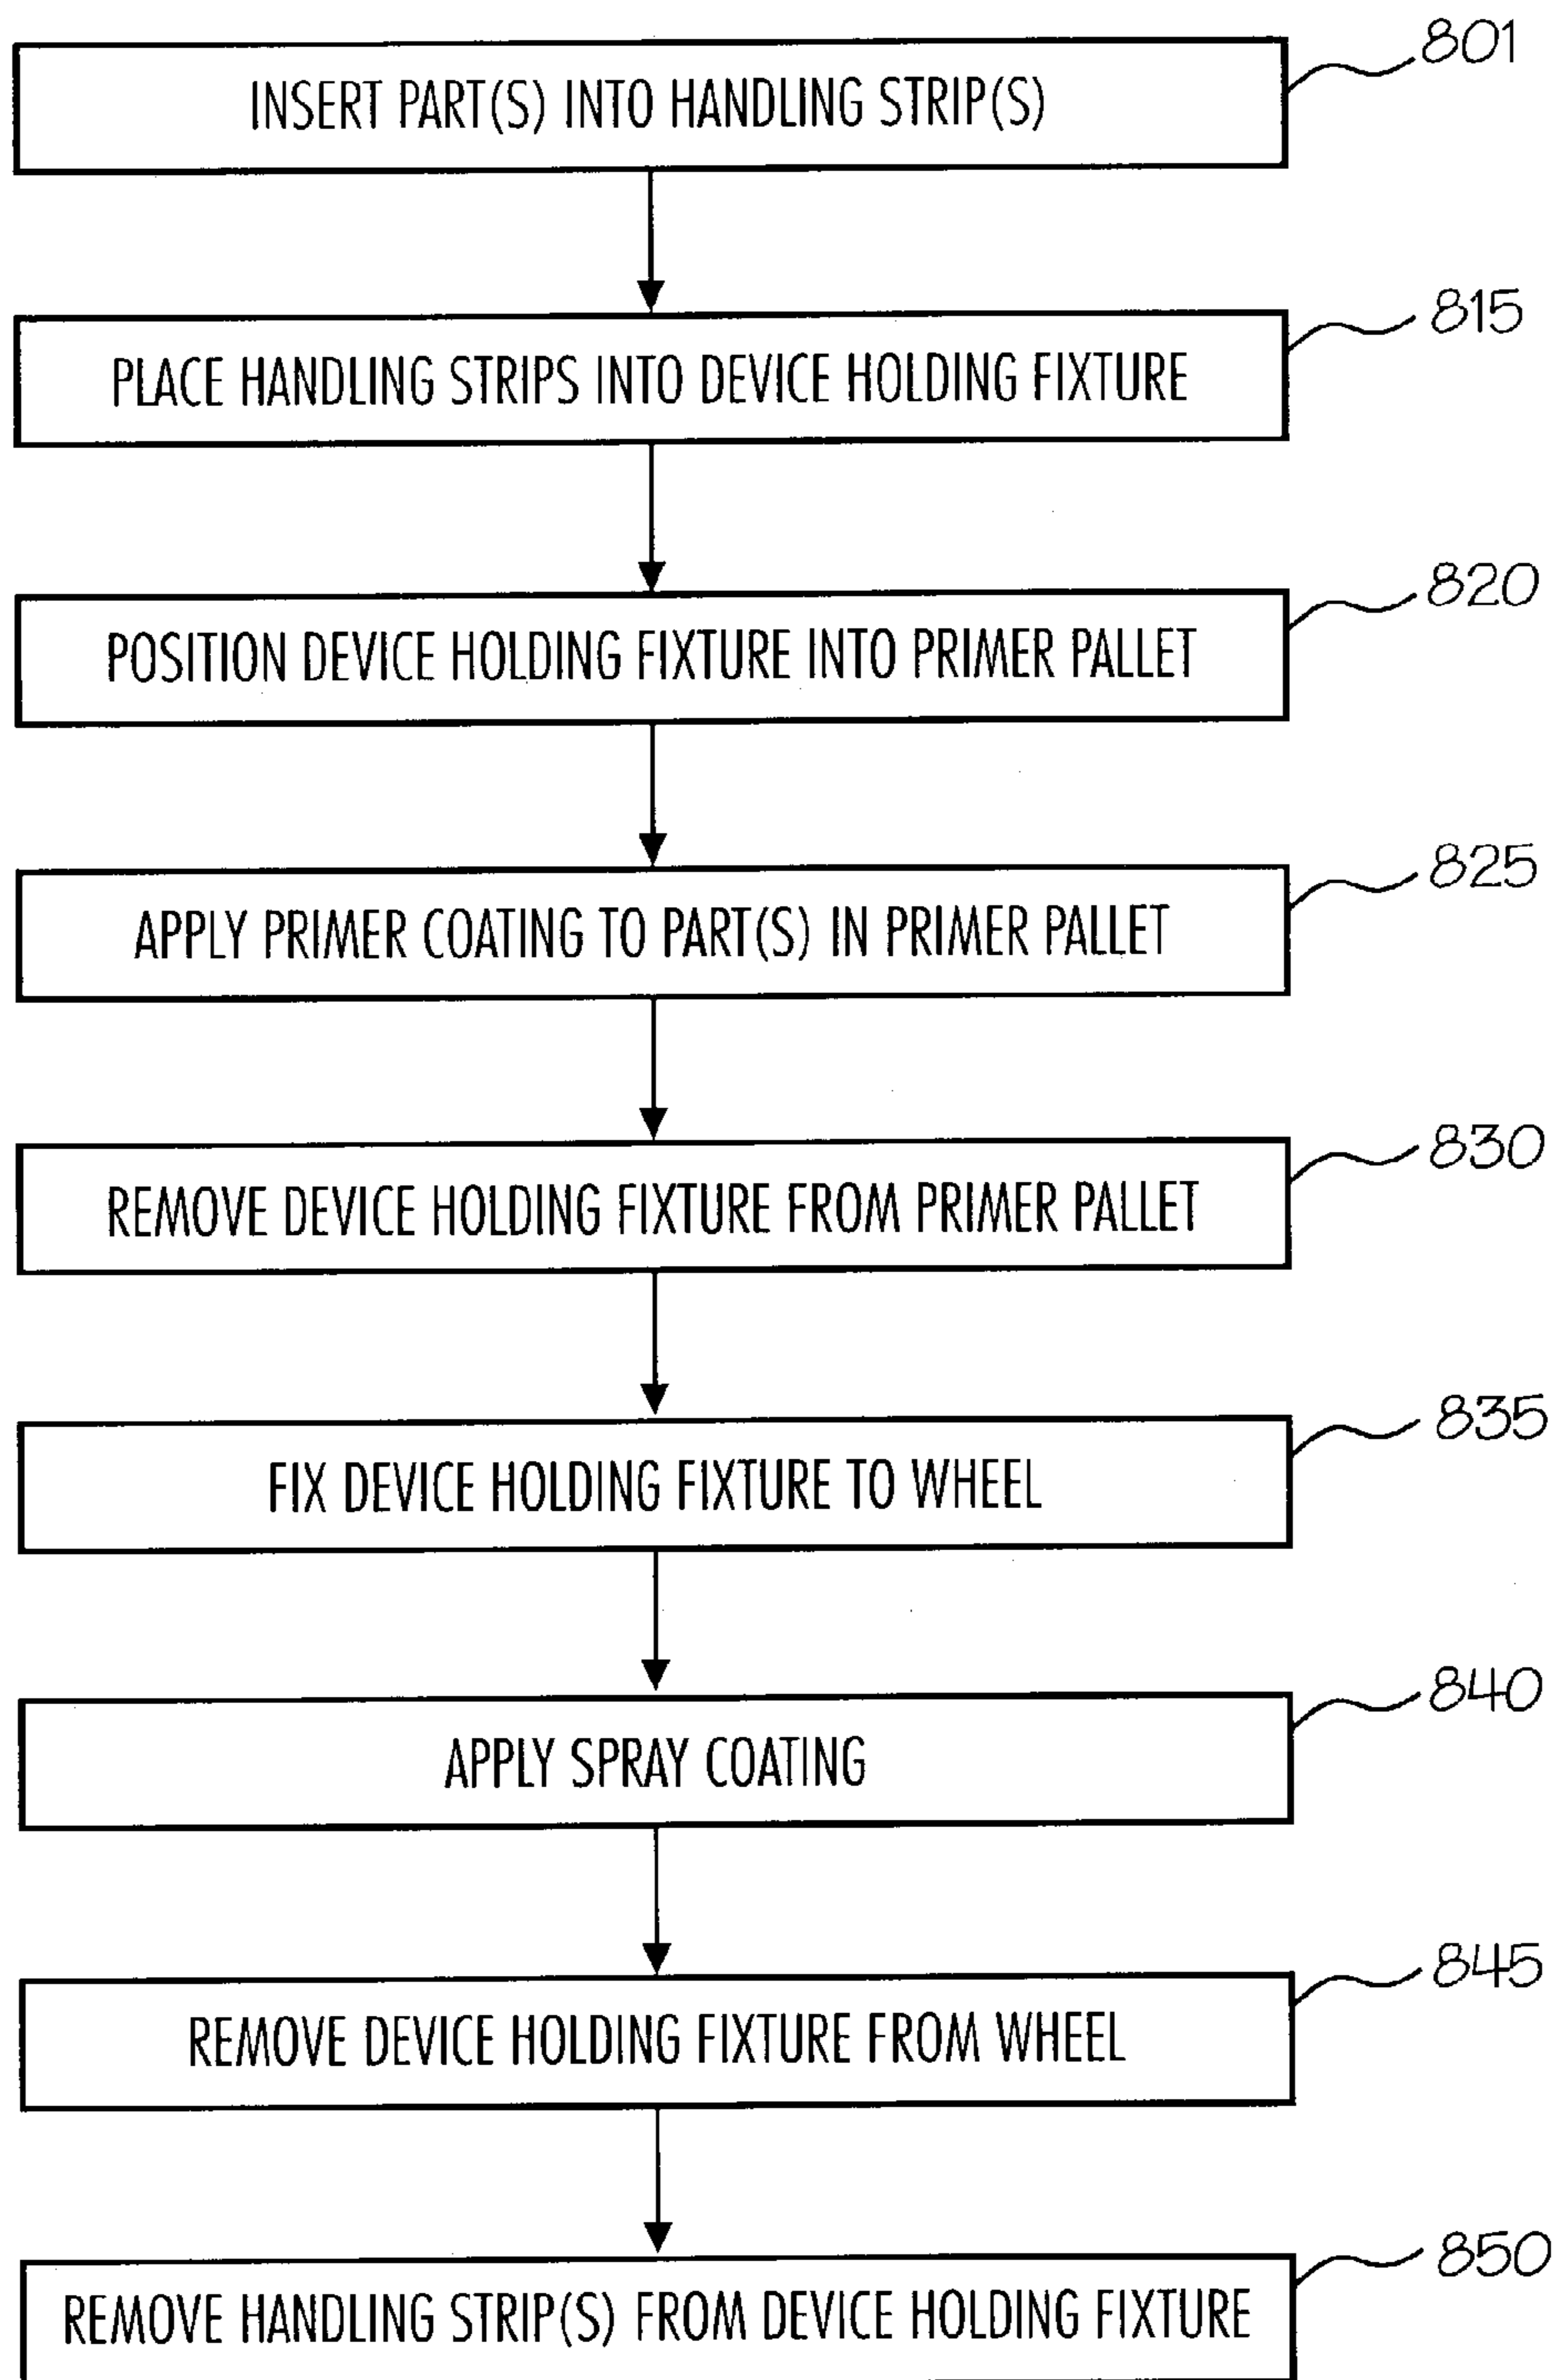 801
INSERT PART(S) INTO HANDLING STRIP(S)
815
PLACE HANDLING STRIPS INTO DEVICE HOLDING FIXTURE
820
POSITION DEVICE HOLDING FIXTURE INTO PRIMER PALLET
825
APPLY PRIMER COATING TO PART(S) IN PRIMER PALLET
830
REMOVE DEVICE HOLDING FIXTURE FROM PRIMER PALLET
835
FIX DEVICE HOLDING FIXTURE TO WHEEL
840
APPLY SPRAY COATING
845
REMOVE DEVICE HOLDING FIXTURE FROM WHEEL
850
REMOVE HANDLING STRIP(S) FROM DEVICE HOLDING FIXTURE